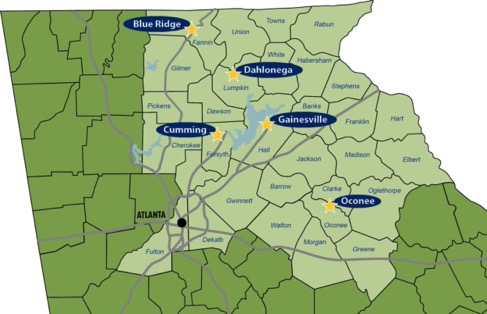 Towns
Rabun
Blue Ridge
Union
Fannin
White
Habersham
Gilmer
Dahlonega
Lumpkin
Stephens
Pickens
Dawson
Banks
Gainesville
Franklin
Hart
Cumming
Cherokee
Forsyth
Hall
Jackson
Madison
Elbert
Barrow
Clarke
Oglethorpe
Gwinnett
Oconee
ATLANTA
Walton
Oconee
Dekalb
Morgan
Greene
Fulton